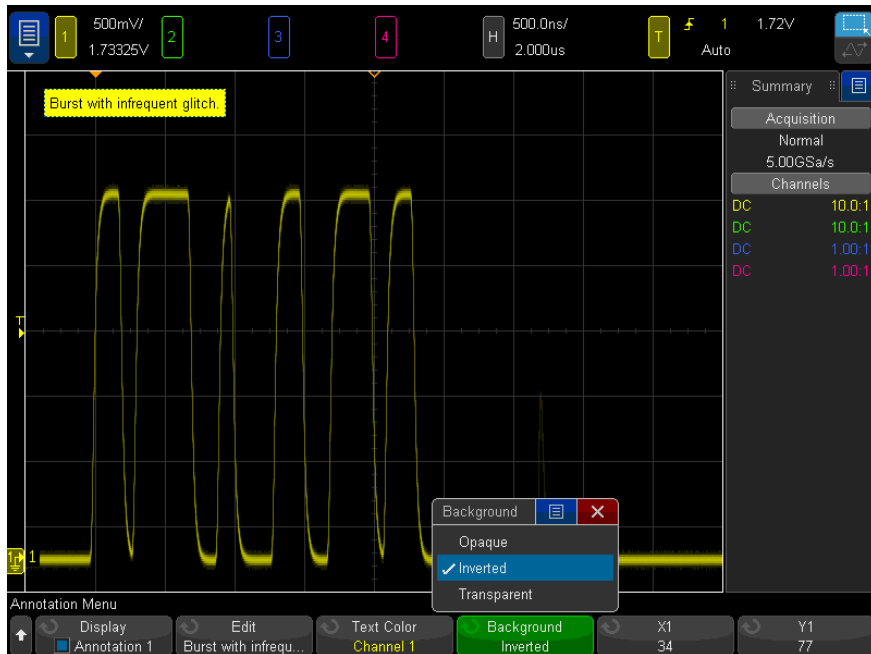 500mV/ 500.0ns/ 1 1.72V
1 1.73325V 2 3 4 H 2.000us T Auto
Burst with infrequent glitch.
Summary
Acquisition
Normal
5.00GSa/s
Channels
DC 10.0:1
DC 10.0:1
DC 1.00:1
DC 1.00:1
T
1
Background
Opaque
Inverted
Transparent
Annotation Menu
Display Edit Text Color Background X1 Y1
Annotation 1 Burst with infrequ... Channel 1 Inverted 34 77